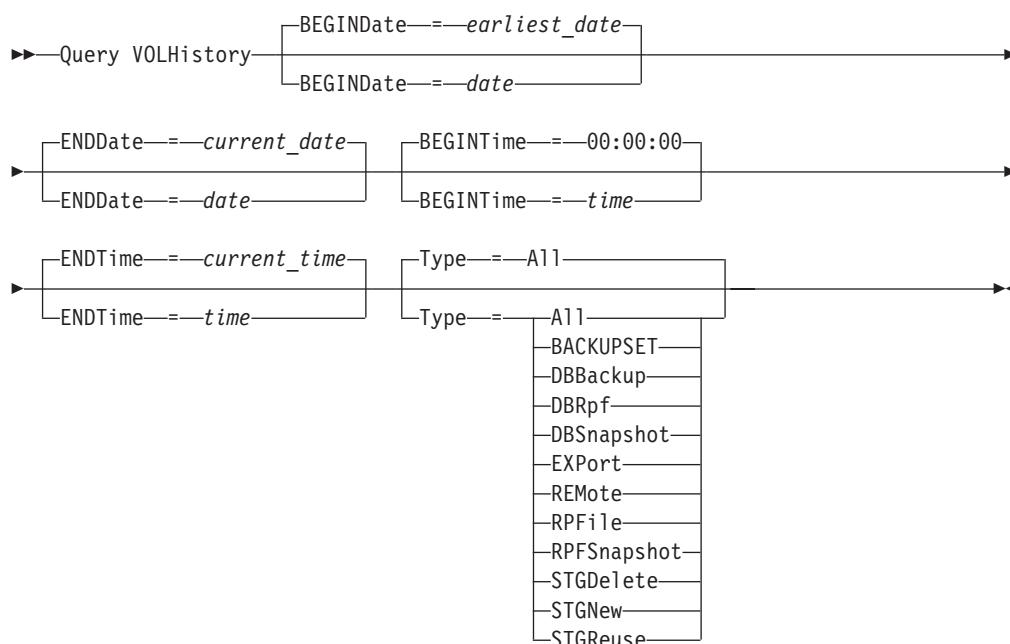 BEGINDate = earliest_date
Query VOLHistory
BEGINDate = date
ENDDate = current_date BEGINTime = 00:00:00
ENDDate = date BEGINTime = time
ENDTime = current_time Type = All
ENDTime = time Type = All
BACKUPSET
DBBackup
DBRpf
DBSnapshot
EXPort
REMote
RPFile
RPFSnapshot
STGDelete
STGNew
STGReuse